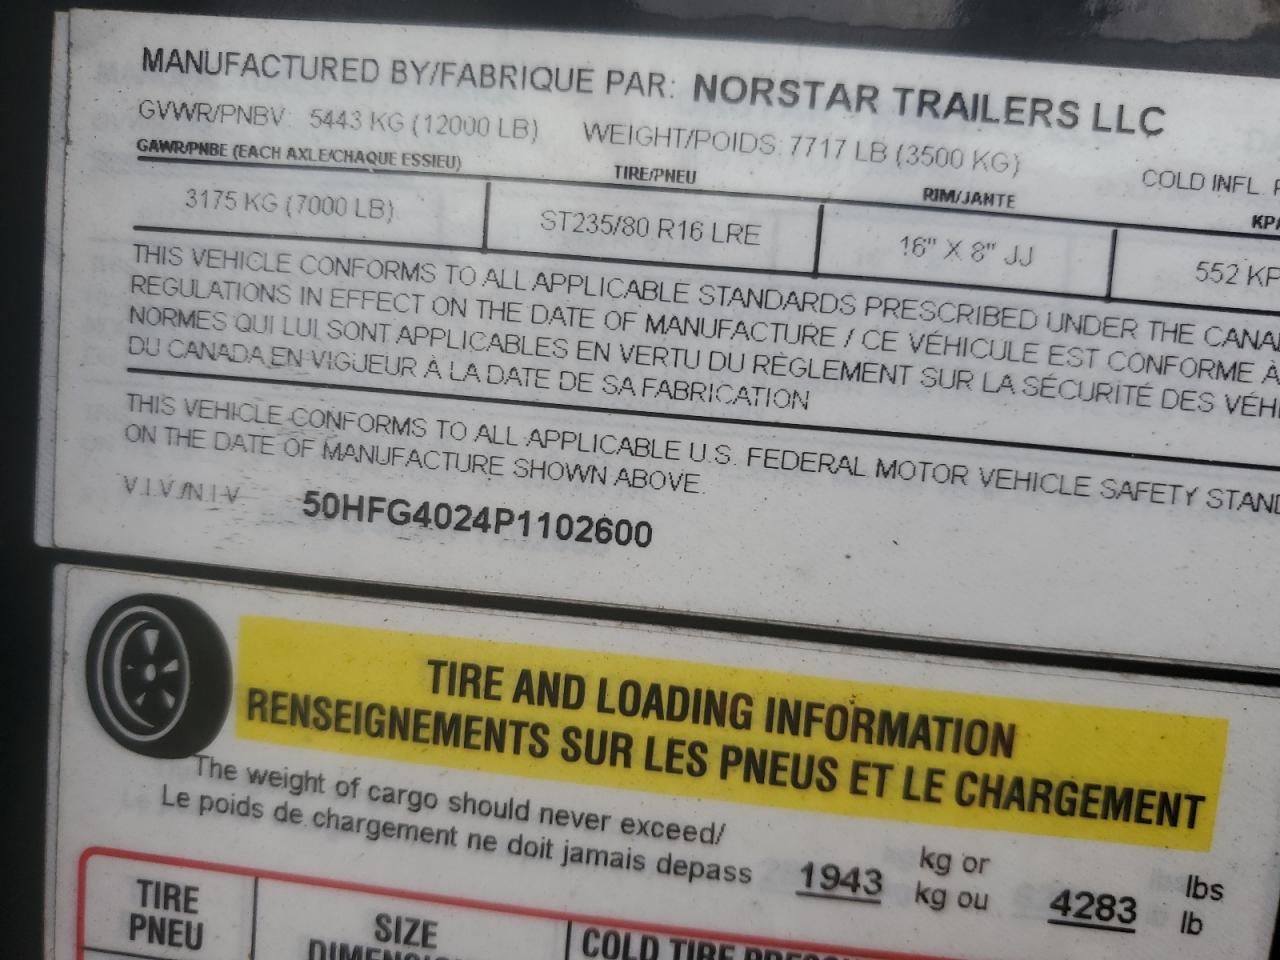 MANUFACTURED BY/FABRIQUE PAR: NORSTAR TRAILERS LLC
GVWR/PNBV: 5443 KG (12000 LB) WEIGHT/POIDS: 7717 LB (3500 KG)
GAWR/PNBE (EACH AXLE/CHAQUE ESSIEU) TIRE/PNEU RIM/JANTE COLD INFL.
3175 KG (7000 LB) ST235/80 R16 LRE 16" X 8" JJ 552
THIS VEHICLE CONFORMS TO ALL APPLICABLE STANDARDS PRESCRIBED UNDER THE
REGULATIONS IN EFFECT ON THE DATE OF MANUFACTURE / CE VÉHICULE EST CONFORME À
NORMES QUI LUI SONT APPLICABLES EN VERTU DU RÈGLEMENT SUR LA SÉCURITÉ DES
DU CANADA EN VIGUEUR À LA DATE DE SA FABRICATION
THIS VEHICLE CONFORMS TO ALL APPLICABLE U.S. FEDERAL MOTOR VEHICLE SAFETY
ON THE DATE OF MANUFACTURE SHOWN ABOVE.
V.I.V/N.I-V 50HFG4024P1102600
TIRE AND LOADING INFORMATION
RENSEIGNEMENTS SUR LES PNEUS ET LE CHARGEMENT
The weight of cargo should never exceed/
Le poids de chargement ne doit jamais depass 1943 kg or kg ou 4283 lbs lb
TIRE SIZE COLD TIRE
PNEU